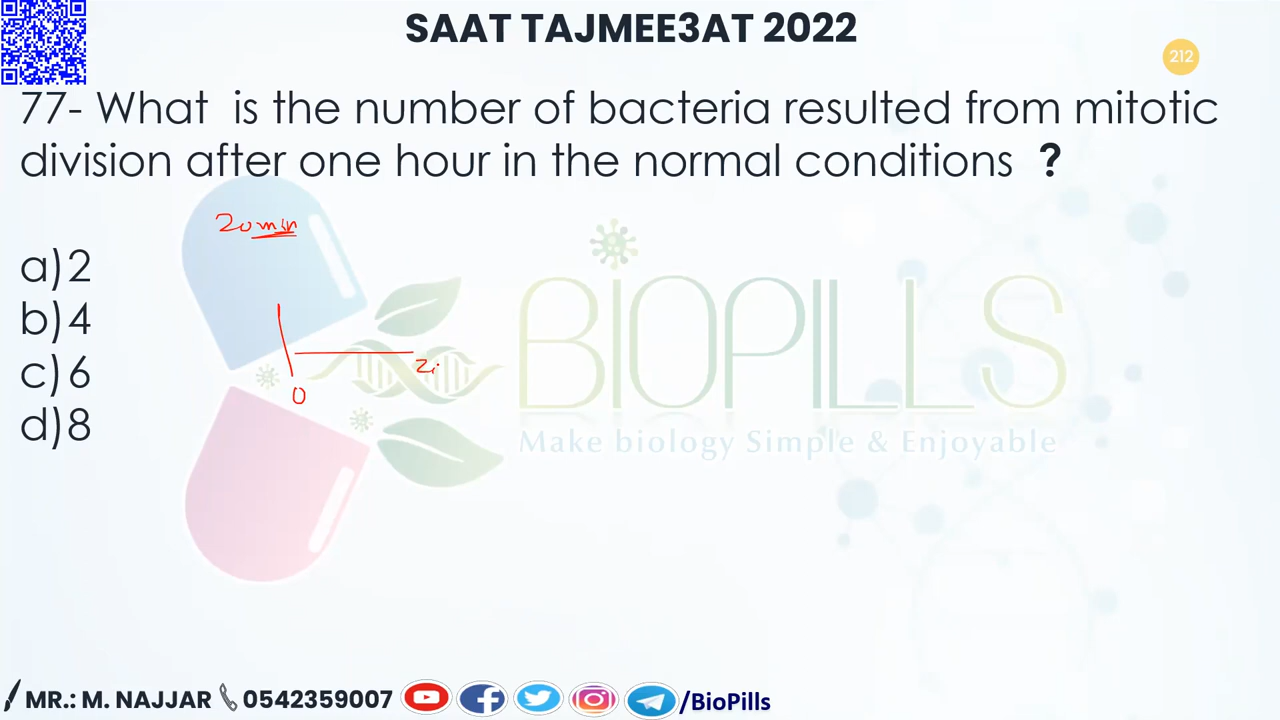 SAAT TAJMEE3AT 2022
212
77- What is the number of bacteria resulted from mitotic
division after one hour in the normal conditions ?
20 min
a)2
b)4
c)6
d)8
0
BIOPILLS
Make biology Simple & Enjoyable
MR.: M. NAJJAR 0542359007 /BioPills